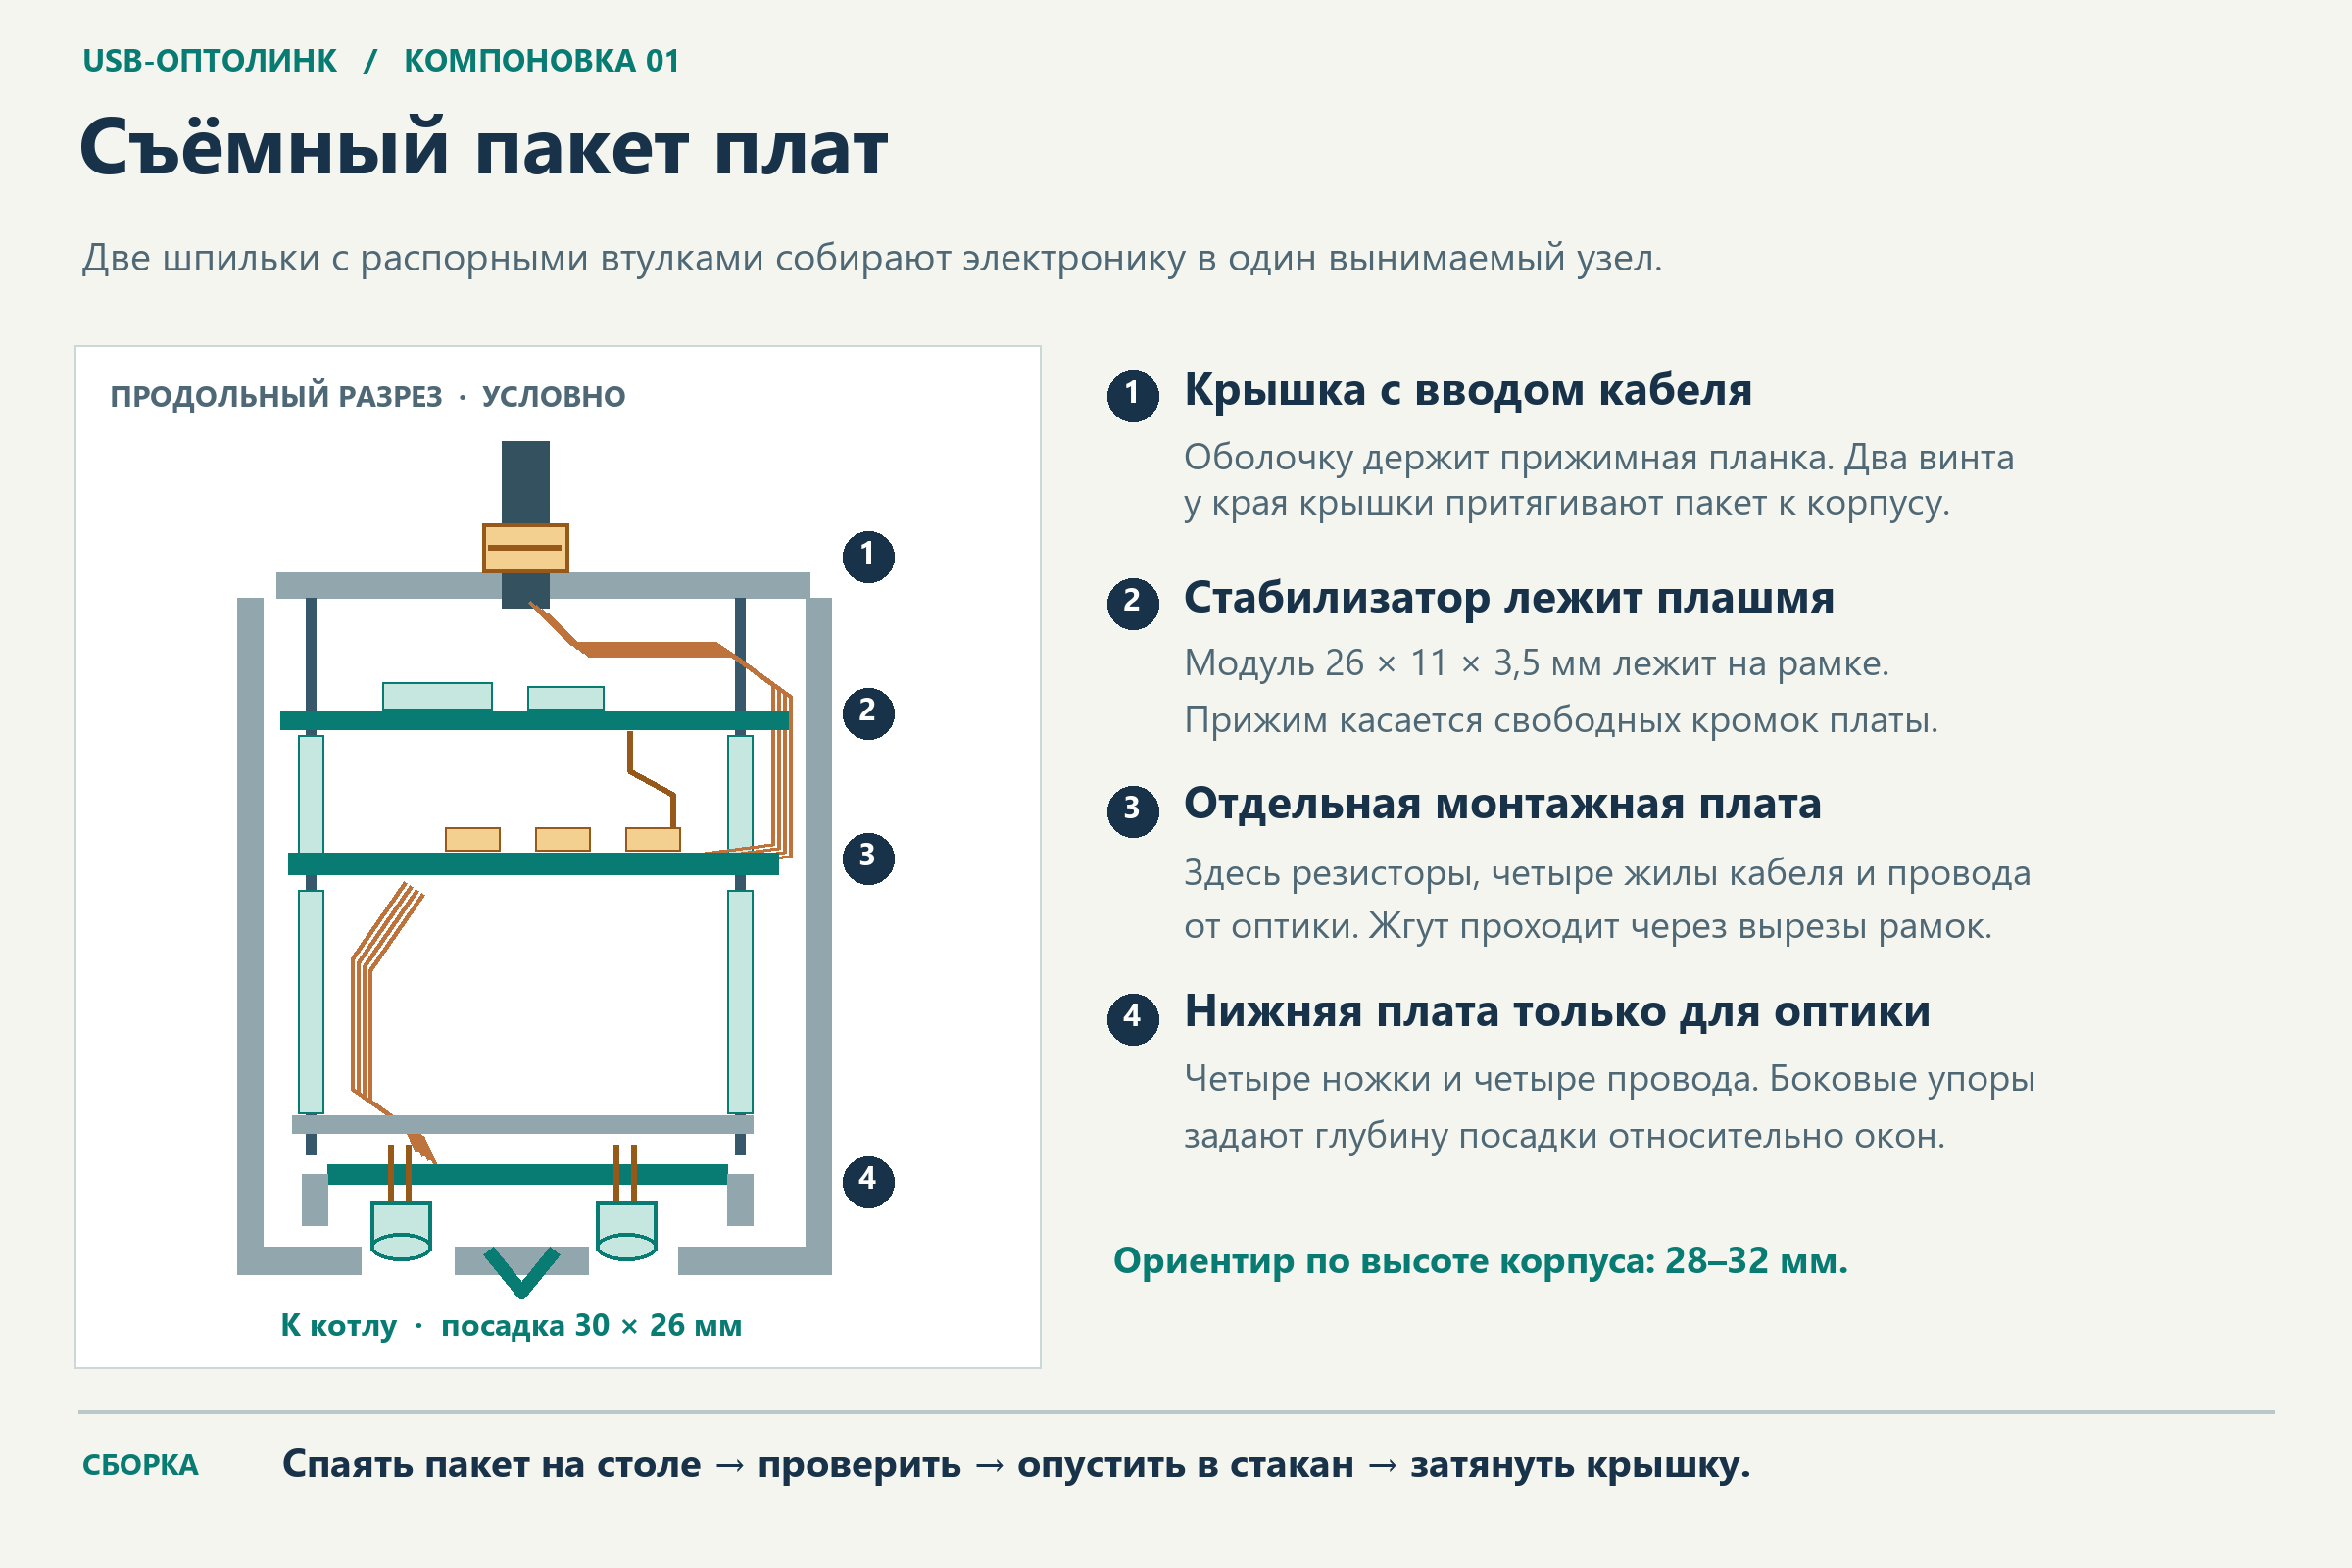 USB-ОПТОЛИНК / КОМПОНОВКА 01
Съёмный пакет плат
Две шпильки с распорными втулками собирают электронику в один вынимаемый узел.
ПРОДОЛЬНЫЙ РАЗРЕЗ · УСЛОВНО
1
2
3
4
К котлу · посадка 30 × 26 мм
1 Крышка с вводом кабеля
Оболочку держит прижимная планка. Два винта
у края крышки притягивают пакет к корпусу.
2 Стабилизатор лежит плашмя
Модуль 26 × 11 × 3,5 мм лежит на рамке.
Прижим касается свободных кромок платы.
3 Отдельная монтажная плата
Здесь резисторы, четыре жилы кабеля и провода
от оптики. Жгут проходит через вырезы рамок.
4 Нижняя плата только для оптики
Четыре ножки и четыре провода. Боковые упоры
задают глубину посадки относительно окон.
Ориентир по высоте корпуса: 28–32 мм.
СБОРКА Спаять пакет на столе → проверить → опустить в стакан → затянуть крышку.